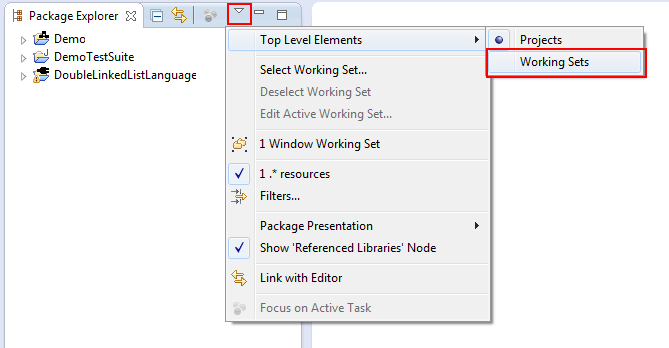 Package Explorer
Demo
DemoTestSuite
DoubleLinkedListLanguage
Top Level Elements
Projects
Working Sets
Select Working Set...
Deselect Working Set
Edit Active Working Set...
1 Window Working Set
1 .* resources
Filters...
Package Presentation
Show 'Referenced Libraries' Node
Link with Editor
Focus on Active Task